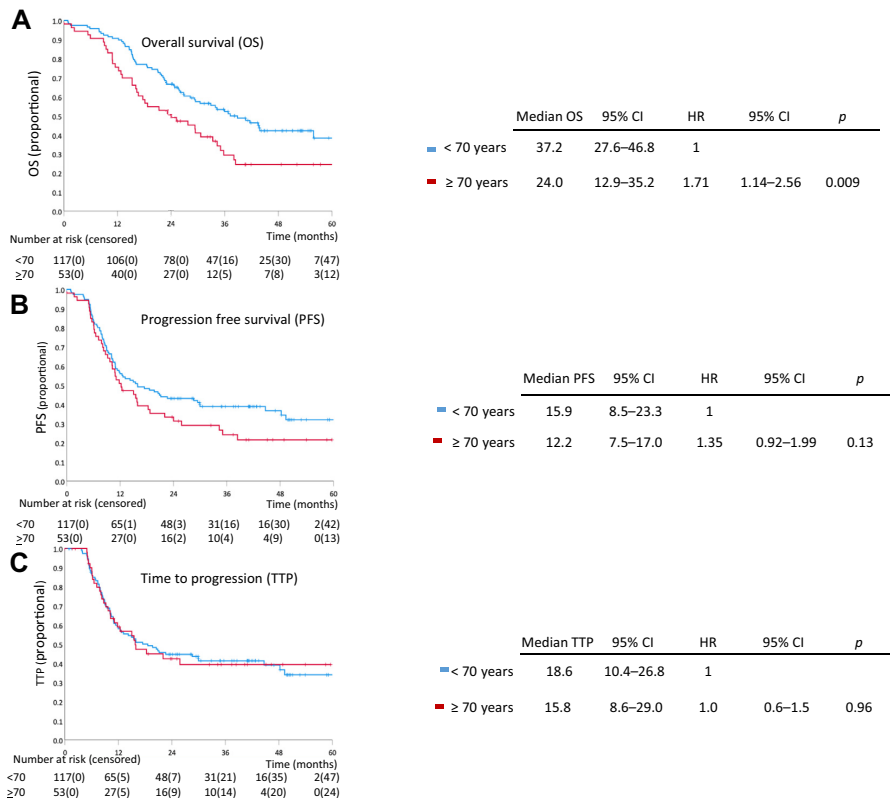 A
Overall survival (OS)
OS (proportional)
1.0
0.9
0.8
0.7
0.6
0.5
0.4
0.3
0.2
0.1
0.0
0 12 24 36 48 60
Number at risk (censored) Time (months)
<70 117(0) 106(0) 78(0) 47(16) 25(30) 7(47)
≥70 53(0) 40(0) 27(0) 12(5) 7(8) 3(12)
Median OS 95% CI HR 95% CI p
< 70 years 37.2 27.6–46.8 1
≥ 70 years 24.0 12.9–35.2 1.71 1.14–2.56 0.009
B
Progression free survival (PFS)
PFS (proportional)
1.0
0.9
0.8
0.7
0.6
0.5
0.4
0.3
0.2
0.1
0.0
0 12 24 36 48 60
Number at risk (censored) Time (months)
<70 117(0) 65(1) 48(3) 31(16) 16(30) 2(42)
≥70 53(0) 27(0) 16(2) 10(4) 4(9) 0(13)
Median PFS 95% CI HR 95% CI p
< 70 years 15.9 8.5–23.3 1
≥ 70 years 12.2 7.5–17.0 1.35 0.92–1.99 0.13
C
Time to progression (TTP)
TTP (proportional)
1.0
0.9
0.8
0.7
0.6
0.5
0.4
0.3
0.2
0.1
0.0
0 12 24 36 48 60
Number at risk (censored) Time (months)
<70 117(0) 65(5) 48(7) 31(21) 16(35) 2(47)
≥70 53(0) 27(5) 16(9) 10(14) 4(20) 0(24)
Median TTP 95% CI HR 95% CI p
< 70 years 18.6 10.4–26.8 1
≥ 70 years 15.8 8.6–29.0 1.0 0.6–1.5 0.96